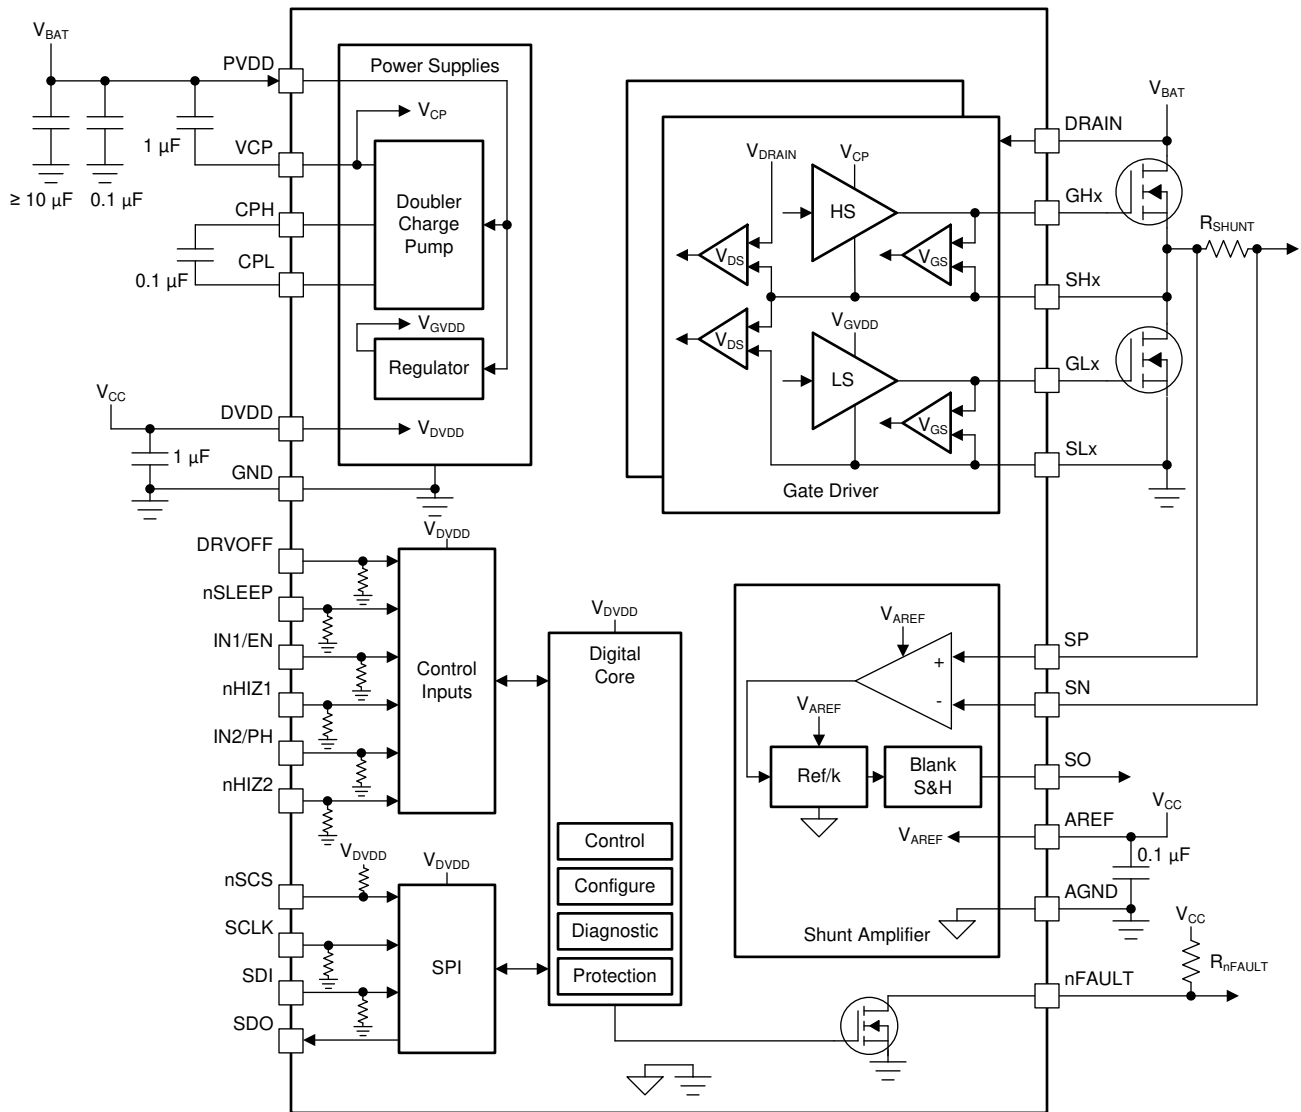 VBAT
PVDD
Power Supplies
VCP
1 µF
VCP
≥ 10 µF
0.1 µF
CPH
Doubler
Charge
Pump
CPL
0.1 µF
VGVDD
Regulator
VCC
DVDD
VDVDD
1 µF
GND
VBAT
DRAIN
VDRAIN
VCP
HS
GHx
RSHUNT
VDS
VGS
SHx
VDS
VGVDD
LS
GLx
VGS
SLx
Gate Driver
DRVOFF
nSLEEP
IN1/EN
nHIZ1
IN2/PH
nHIZ2
VDVDD
Control
Inputs
VDVDD
Digital
Core
Control
Configure
Diagnostic
Protection
VDVDD
nSCS
SCLK
SDI
SDO
VDVDD
SPI
VAREF
+
-
SP
SN
VAREF
Ref/k
Blank
S&H
SO
VCC
VAREF
AREF
0.1 µF
AGND
Shunt Amplifier
VCC
RnFAULT
nFAULT